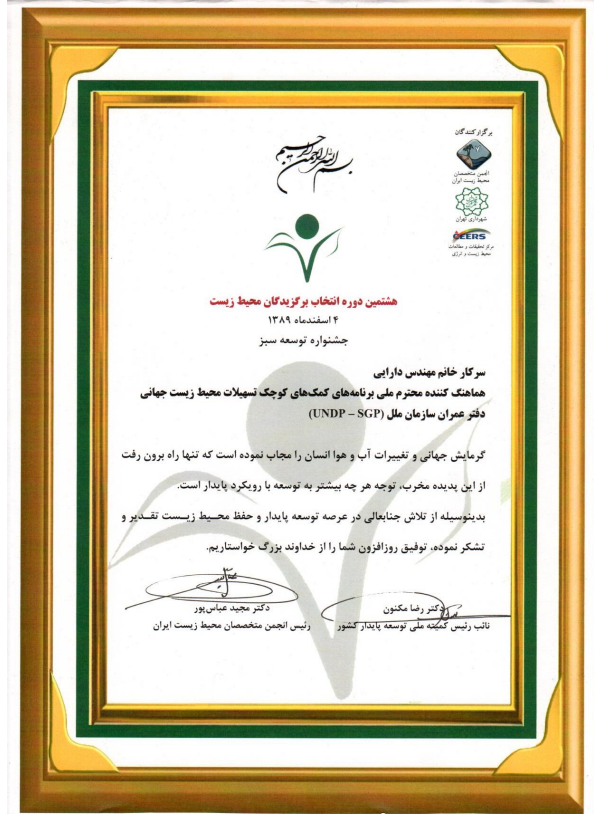 بسم الله الرحمن الرحیم
برگزارکنندگان
انجمن متخصصان
محیط زیست ایران
شهرداری تهران
CEERS
مرکز تحقیقات و مطالعات
محیط زیست و انرژی
هشتمین دوره انتخاب برگزیدگان محیط زیست
۴ اسفندماه ۱۳۸۹
جشنواره توسعه سبز
سرکار خانم مهندس دارایی
هماهنگ کننده محترم ملی برنامه‌های کمک‌های کوچک تسهیلات محیط زیست جهانی
دفتر عمران سازمان ملل (UNDP – SGP)
گرمایش جهانی و تغییرات آب و هوا انسان را مجاب نموده است که تنها راه برون رفت
از این پدیده مخرب، توجه هر چه بیشتر به توسعه با رویکرد پایدار است.
بدینوسیله از تلاش جنابعالی در عرصه توسعه پایدار و حفظ محـیط زیـست تقـدیر و
تشکر نموده، توفیق روزافزون شما را از خداوند بزرگ خواستاریم.
دکتر رضا مکنون
نائب رئیس کمیته ملی توسعه پایدار کشور
دکتر مجید عباس‌پور
رئیس انجمن متخصصان محیط زیست ایران